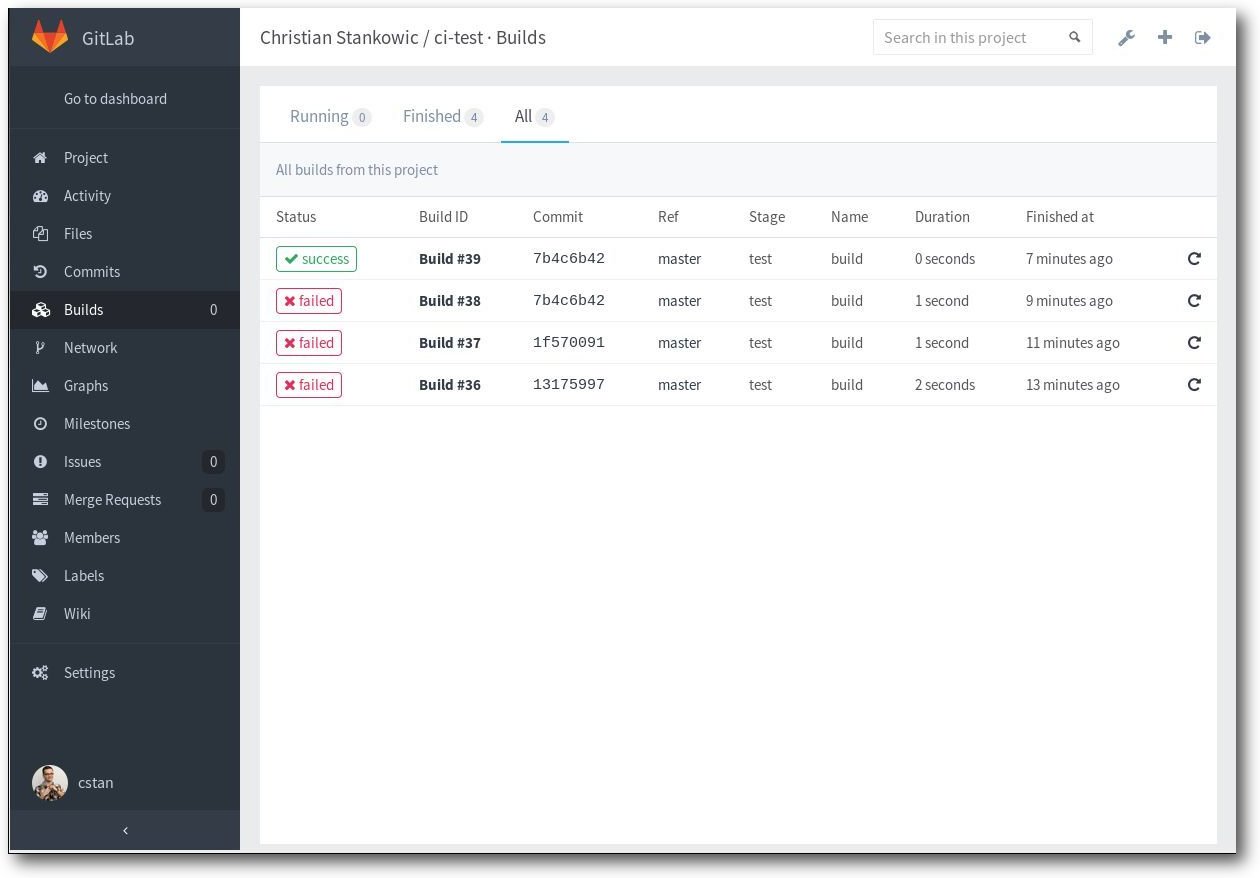 GitLab
Christian Stankowic / ci-test · Builds
Search in this project
Go to dashboard
Project
Activity
Files
Commits
Builds 0
Network
Graphs
Milestones
Issues 0
Merge Requests 0
Members
Labels
Wiki
Settings
cstan
Running 0 Finished 4 All 4
All builds from this project
Status Build ID Commit Ref Stage Name Duration Finished at
success Build #39 7b4c6b42 master test build 0 seconds 7 minutes ago
failed Build #38 7b4c6b42 master test build 1 second 9 minutes ago
failed Build #37 1f570091 master test build 1 second 11 minutes ago
failed Build #36 13175997 master test build 2 seconds 13 minutes ago